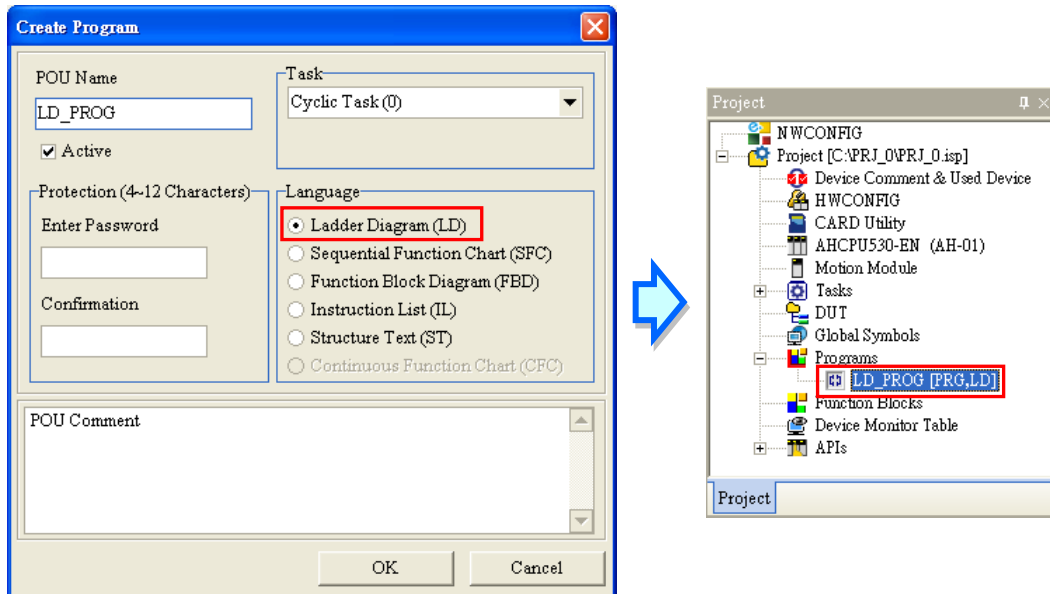 Create Program
POU Name
LD_PROG
Active
Task
Cyclic Task (0)
Protection (4~12 Characters)
Enter Password
Confirmation
Language
Ladder Diagram (LD)
Sequential Function Chart (SFC)
Function Block Diagram (FBD)
Instruction List (IL)
Structure Text (ST)
Continuous Function Chart (CFC)
POU Comment
OK
Cancel
Project
NWCONFIG
Project [C:\PRJ_0\PRJ_0.isp]
Device Comment & Used Device
HWCONFIG
CARD Utility
AHCPU530-EN (AH-01)
Motion Module
Tasks
DUT
Global Symbols
Programs
LD_PROG [PRG,LD]
Function Blocks
Device Monitor Table
APIs
Project